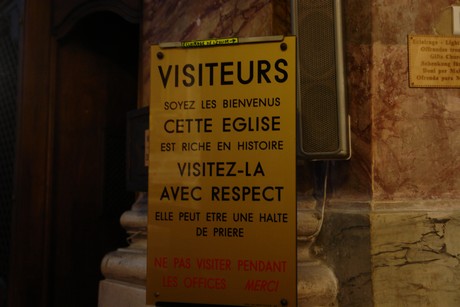 VISITEURS
SOYEZ LES BIENVENUS
CETTE EGLISE
EST RICHE EN HISTOIRE
VISITEZ-LA
AVEC RESPECT
ELLE PEUT ETRE UNE HALTE
DE PRIERE
NE PAS VISITER PENDANT
LES OFFICES MERCI